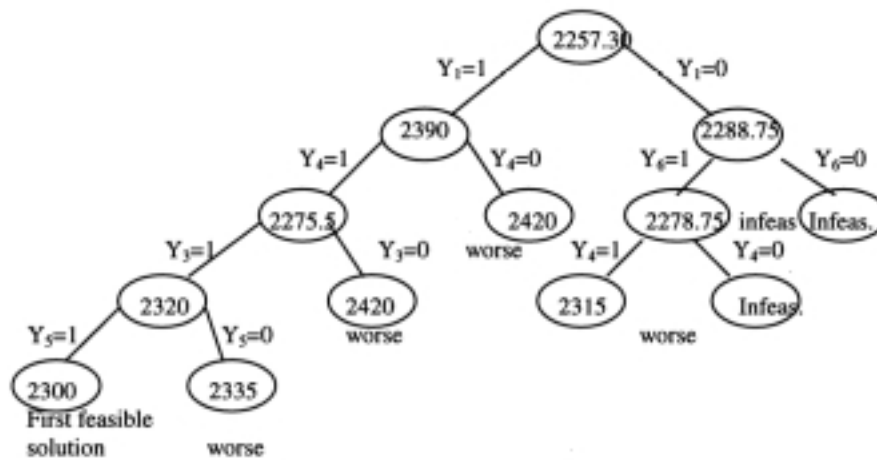 2257.30
Y₁=1 Y₁=0
2390 2288.75
Y₄=1 Y₄=0 Y₆=1 Y₆=0
2275.5 2420 2278.75 infeas Infeas.
Y₃=1 Y₃=0 worse Y₄=1 Y₄=0
2320 2420 2315 Infeas.
Y₅=1 Y₅=0 worse worse
2300 2335
First feasible
solution worse